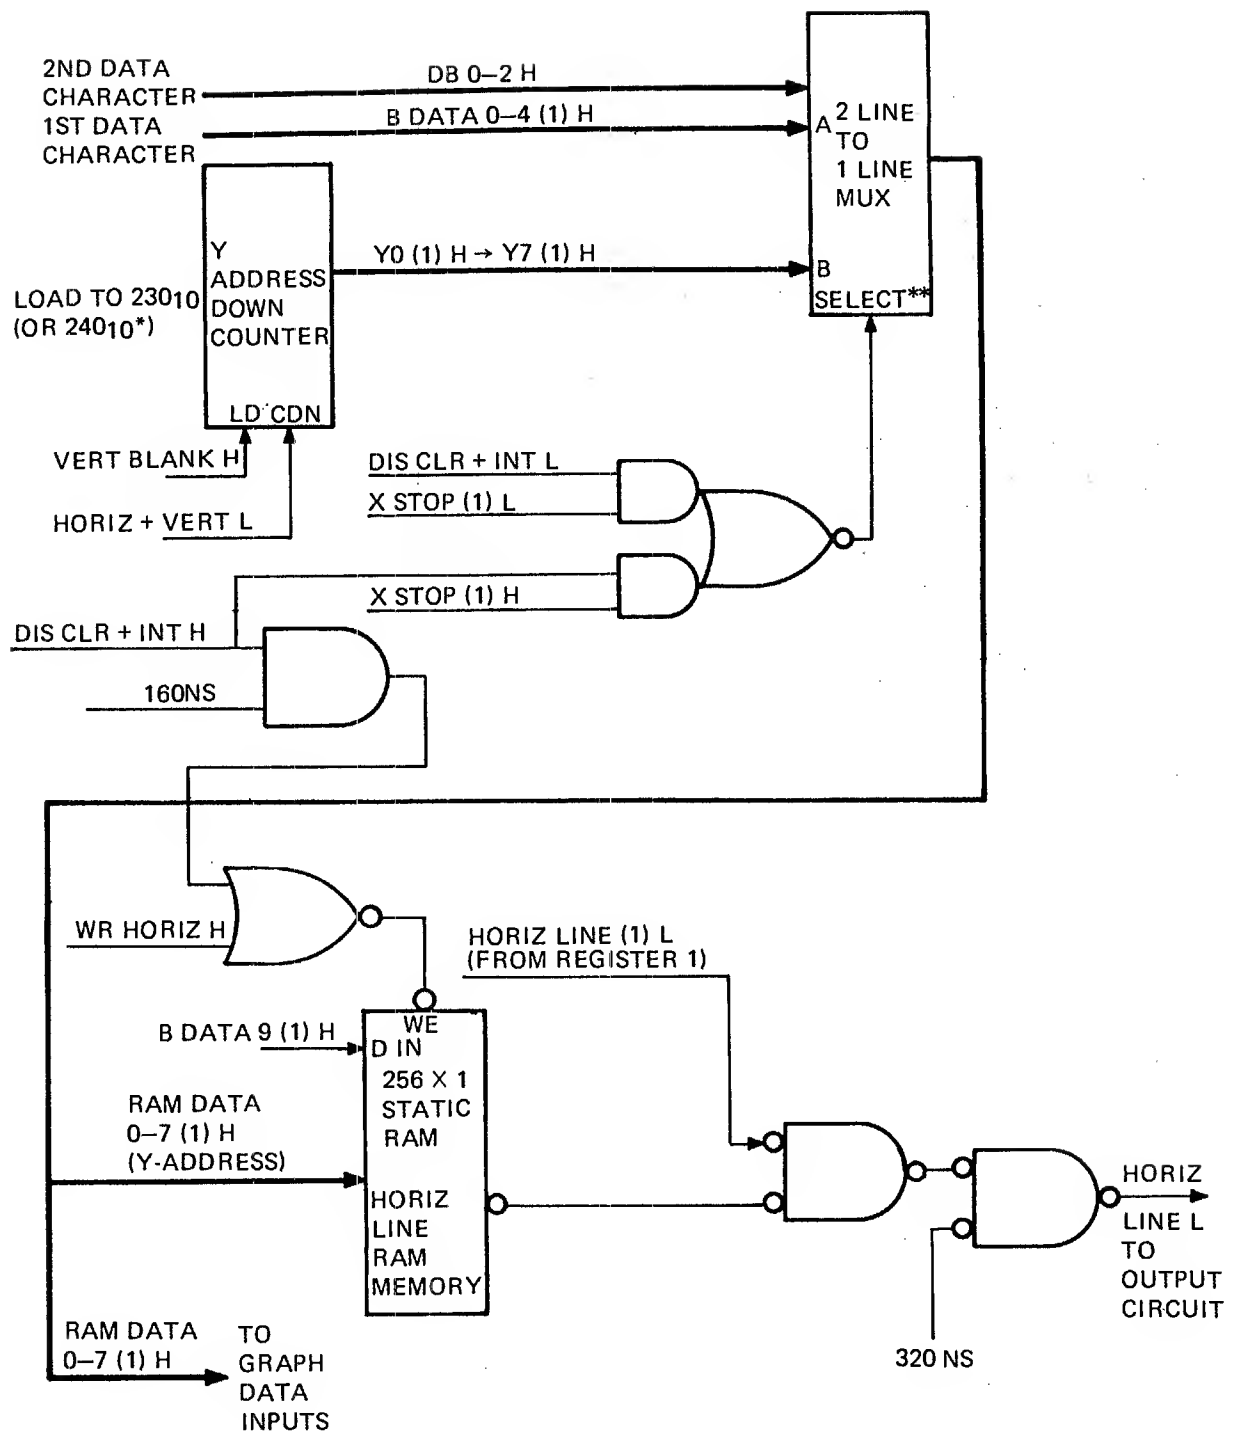 2ND DATA
CHARACTER
1ST DATA
CHARACTER
DB 0–2 H
B DATA 0–4 (1) H
A
2 LINE
TO
1 LINE
MUX
B
SELECT**
Y
ADDRESS
DOWN
COUNTER
LD CDN
Y0 (1) H → Y7 (1) H
LOAD TO 230₁₀
(OR 240₁₀*)
VERT BLANK H
HORIZ + VERT L
DIS CLR + INT L
X STOP (1) L
X STOP (1) H
DIS CLR + INT H
160NS
WR HORIZ H
HORIZ LINE (1) L
(FROM REGISTER 1)
B DATA 9 (1) H
WE
D IN
256 X 1
STATIC
RAM
HORIZ
LINE
RAM
MEMORY
RAM DATA
0–7 (1) H
(Y-ADDRESS)
HORIZ
LINE L
TO
OUTPUT
CIRCUIT
320 NS
RAM DATA
0–7 (1) H
TO
GRAPH
DATA
INPUTS